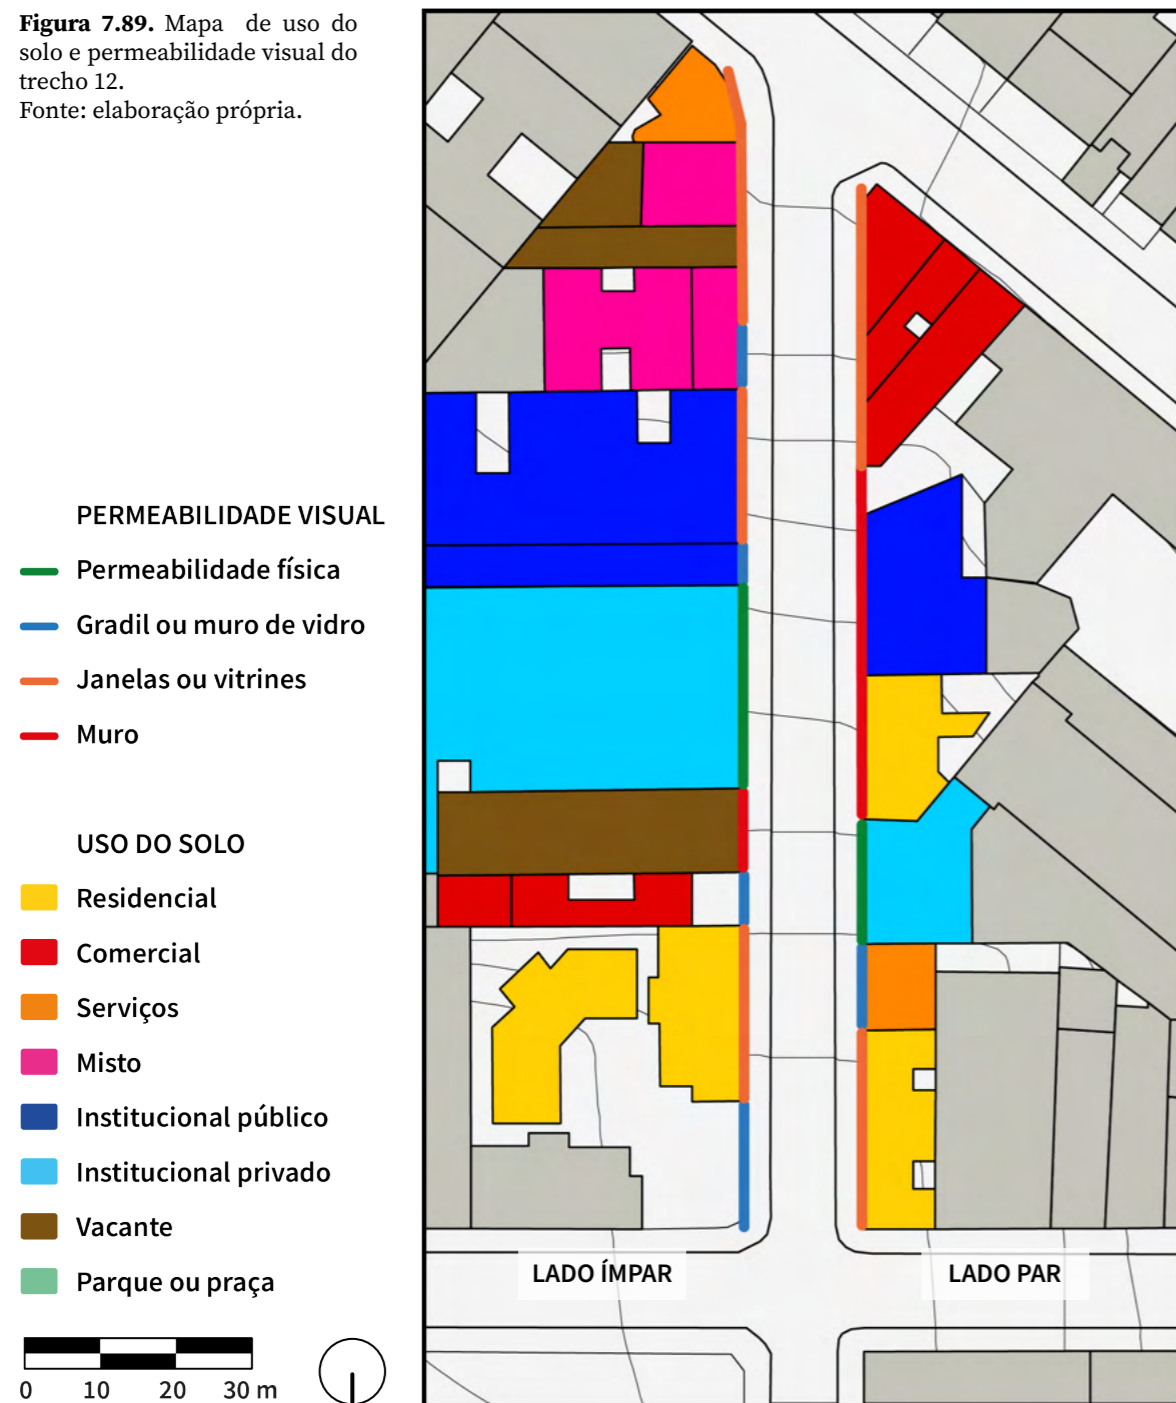 Figura 7.89. Mapa de uso do
solo e permeabilidade visual do
trecho 12.
Fonte: elaboração própria.
PERMEABILIDADE VISUAL
Permeabilidade física
Gradil ou muro de vidro
Janelas ou vitrines
Muro
USO DO SOLO
Residencial
Comercial
Serviços
Misto
Institucional público
Institucional privado
Vacante
Parque ou praça
0 10 20 30 m
LADO ÍMPAR
LADO PAR